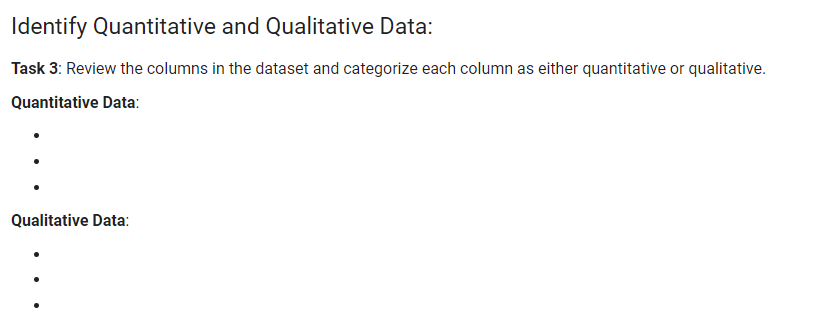 Identify Quantitative and Qualitative Data:
Task 3: Review the columns in the dataset and categorize each column as either quantitative or qualitative.
Quantitative Data:
•
•
•
Qualitative Data:
•
•
•